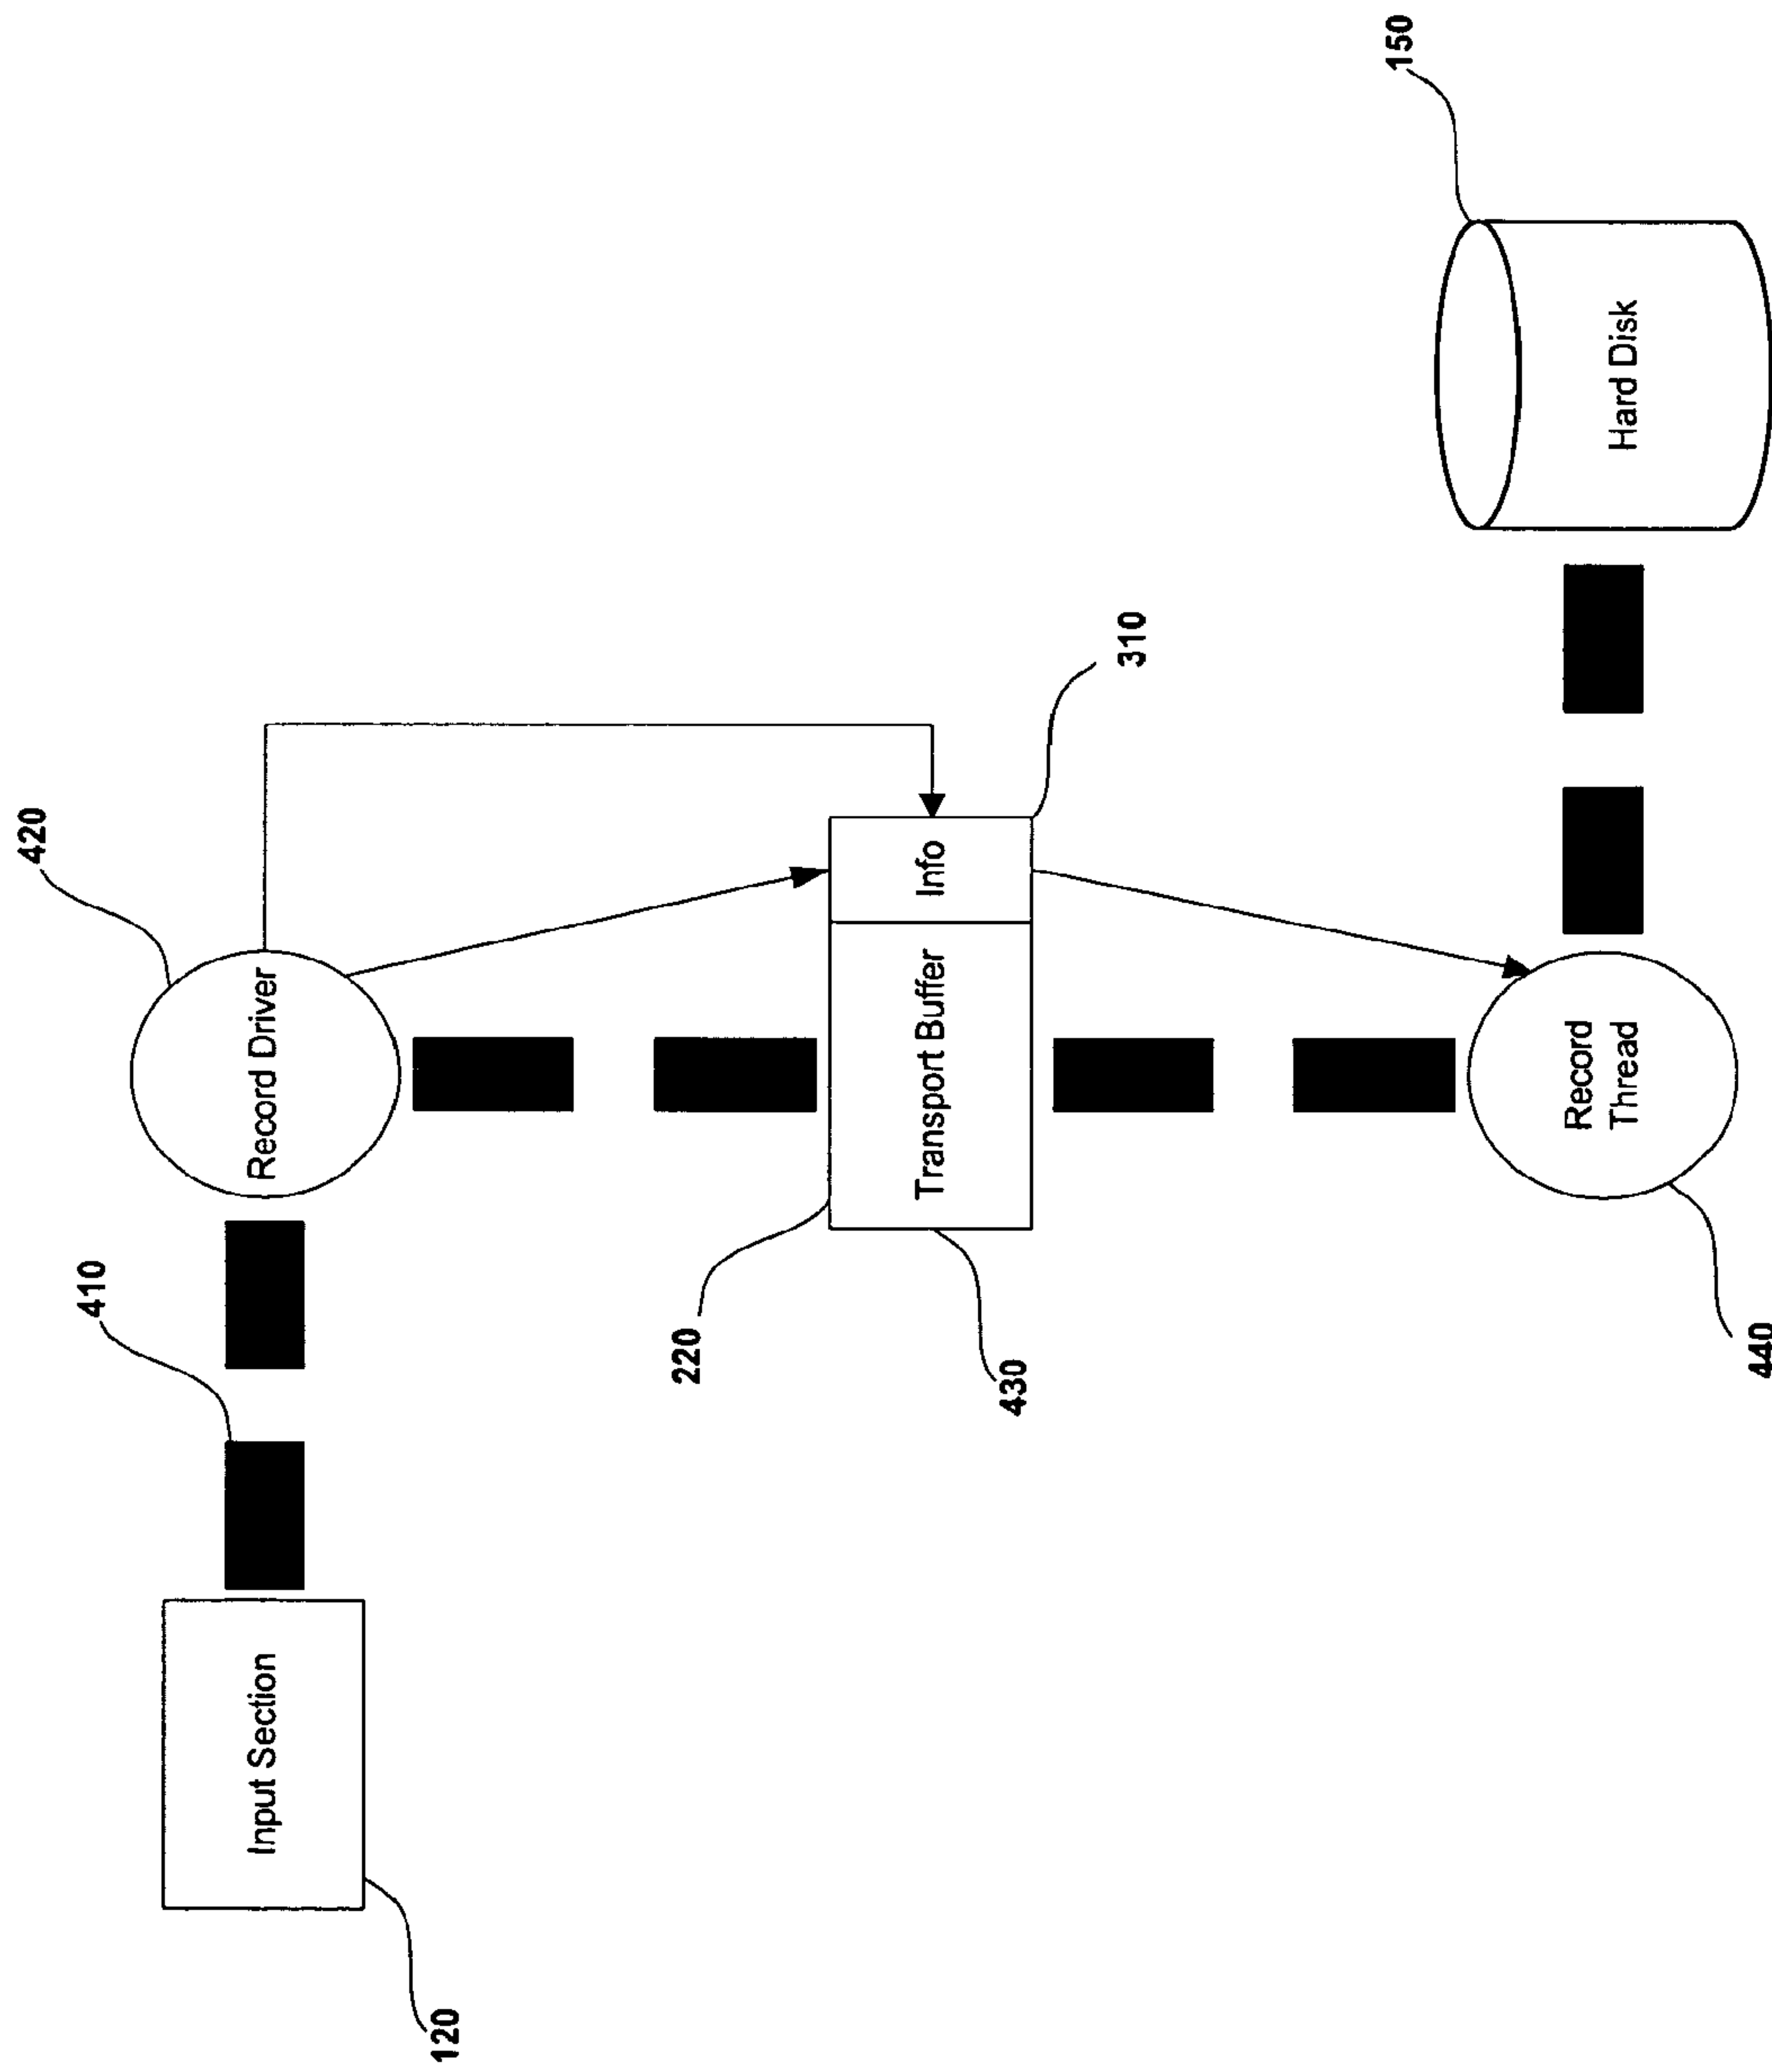 420
410
Input Section
Record Driver
120
220
Transport Buffer
Info
430
310
150
Record
Thread
Hard Disk
440